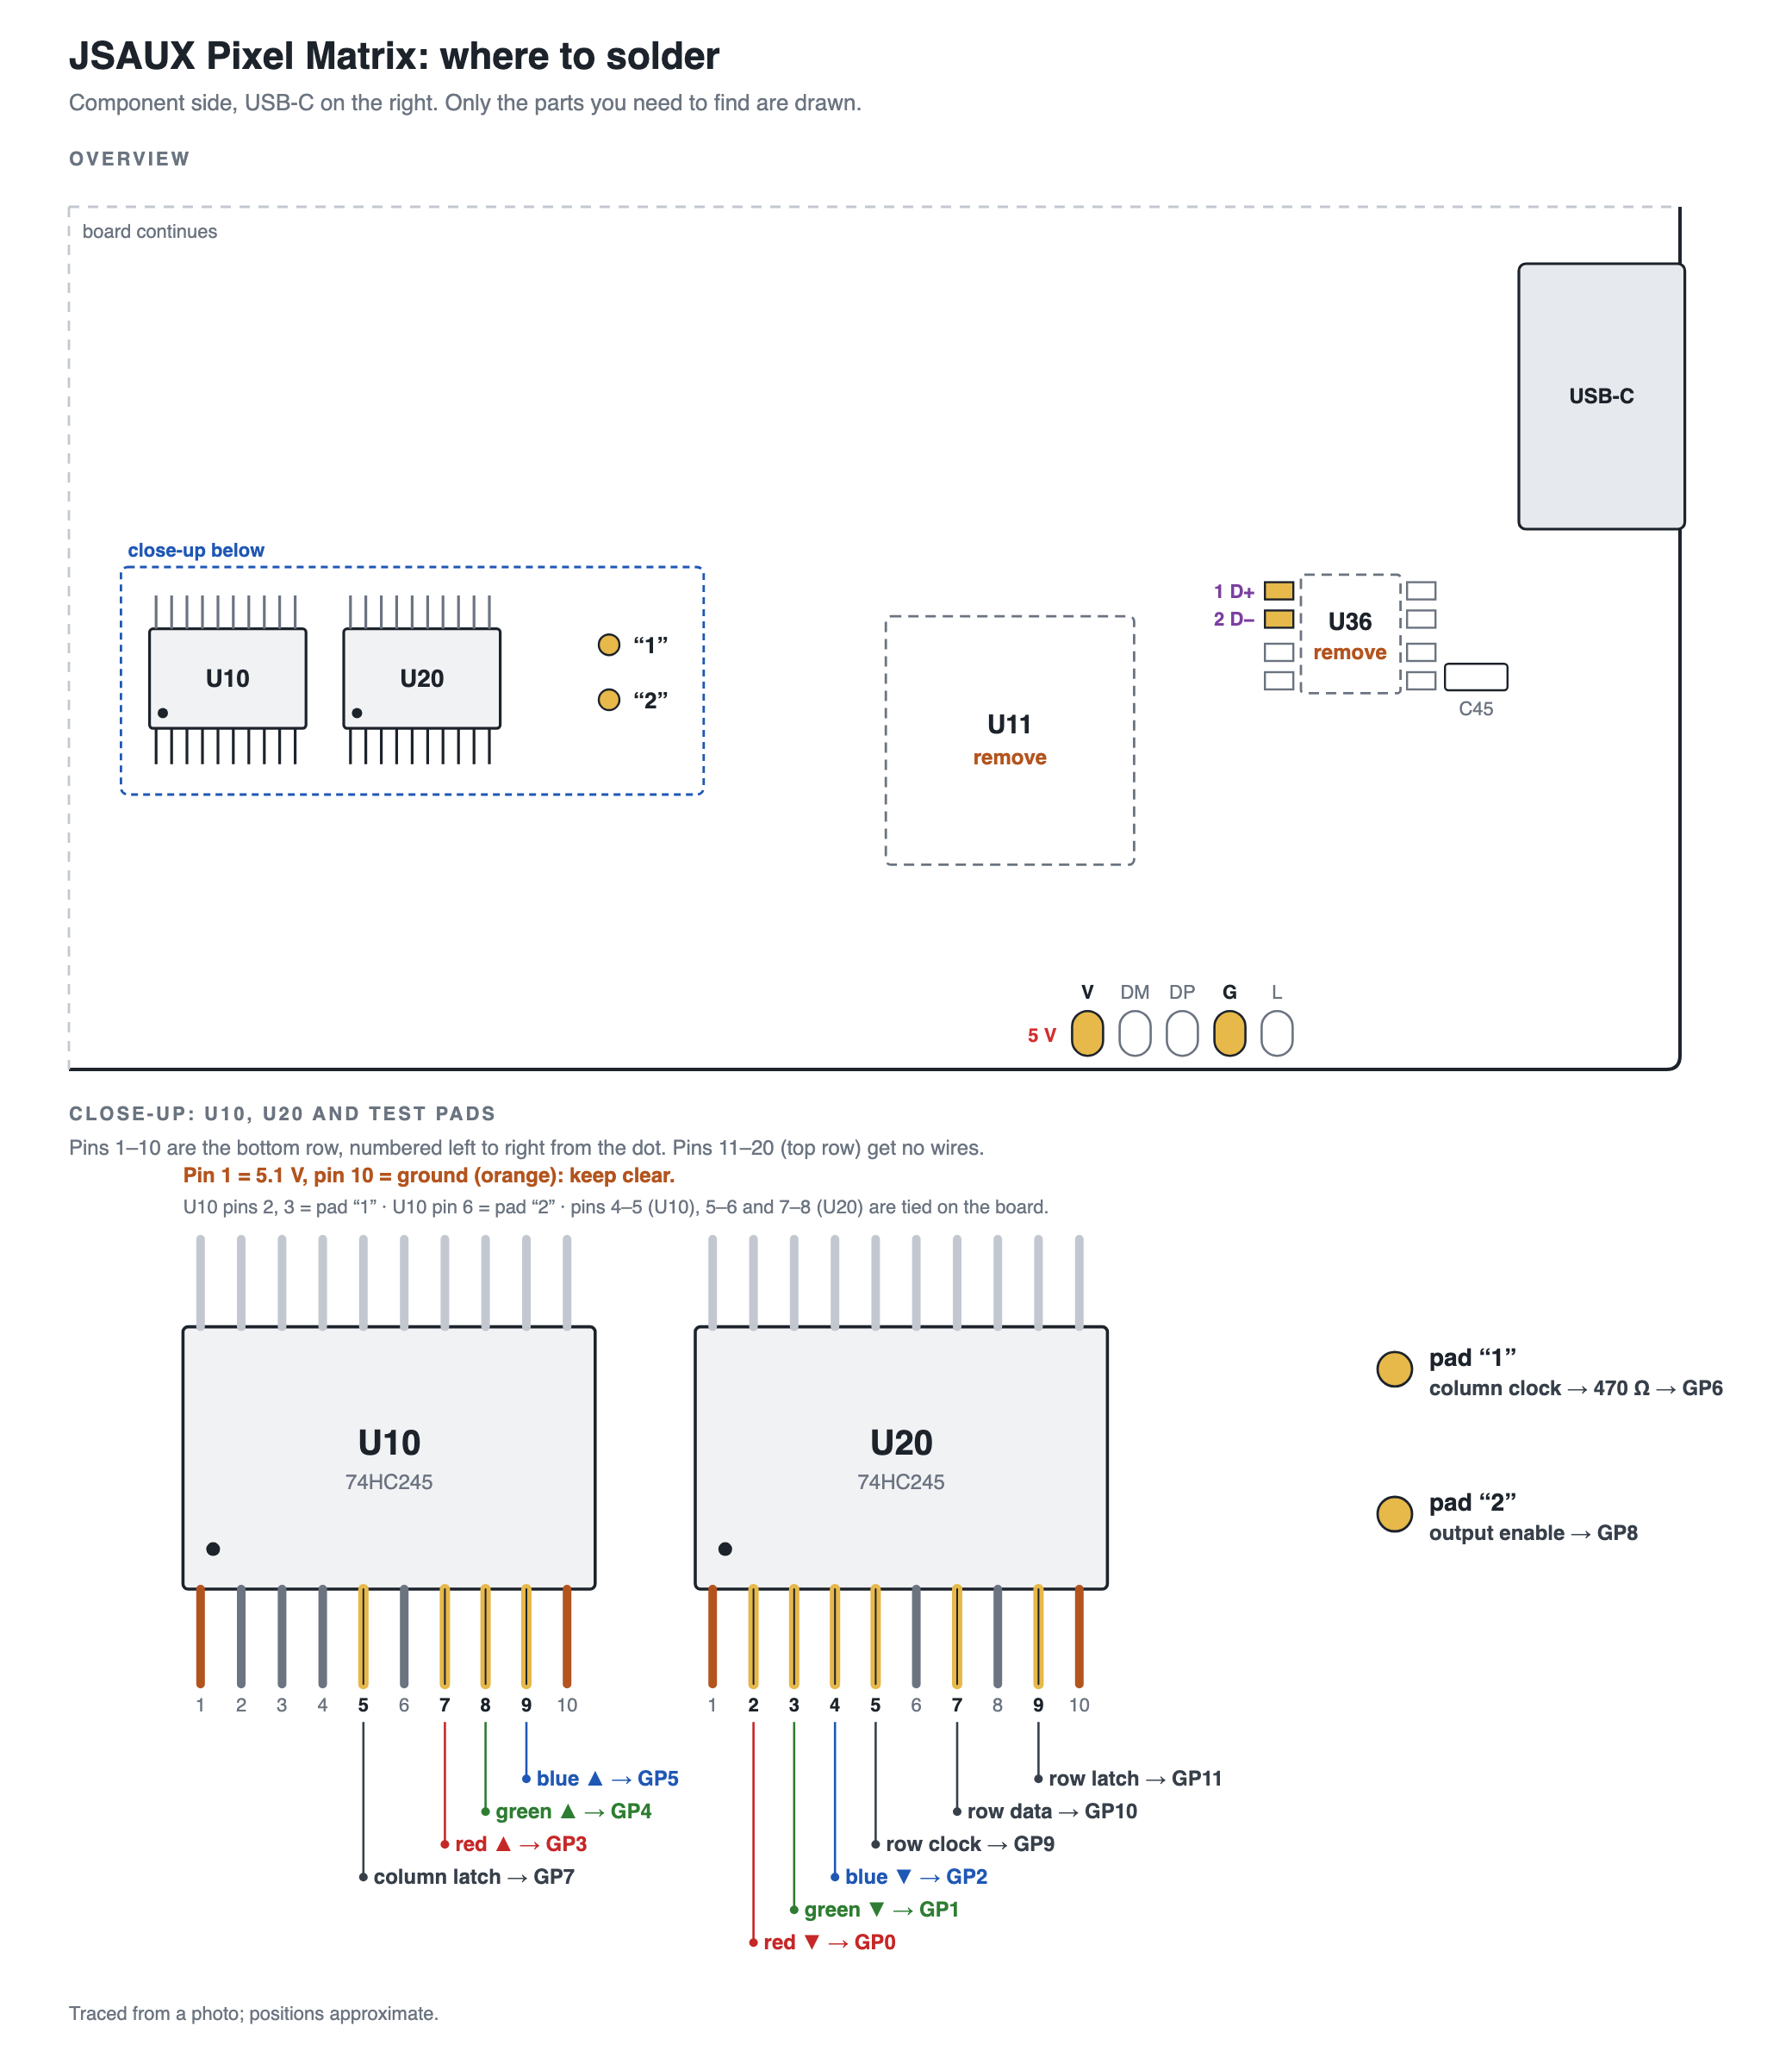 JSAUX Pixel Matrix: where to solder
Component side, USB-C on the right. Only the parts you need to find are drawn.
OVERVIEW
board continues
USB-C
close-up below
U10
U20
“1”
“2”
U11
remove
1 D+
2 D–
U36
remove
C45
V DM DP G L
5 V
CLOSE-UP: U10, U20 AND TEST PADS
Pins 1–10 are the bottom row, numbered left to right from the dot. Pins 11–20 (top row) get no wires.
Pin 1 = 5.1 V, pin 10 = ground (orange): keep clear.
U10 pins 2, 3 = pad “1” · U10 pin 6 = pad “2” · pins 4–5 (U10), 5–6 and 7–8 (U20) are tied on the board.
U10
74HC245
U20
74HC245
pad “1”
column clock → 470 Ω → GP6
pad “2”
output enable → GP8
1 2 3 4 5 6 7 8 9 10
1 2 3 4 5 6 7 8 9 10
blue ▲ → GP5
green ▲ → GP4
red ▲ → GP3
column latch → GP7
row latch → GP11
row data → GP10
row clock → GP9
blue ▼ → GP2
green ▼ → GP1
red ▼ → GP0
Traced from a photo; positions approximate.